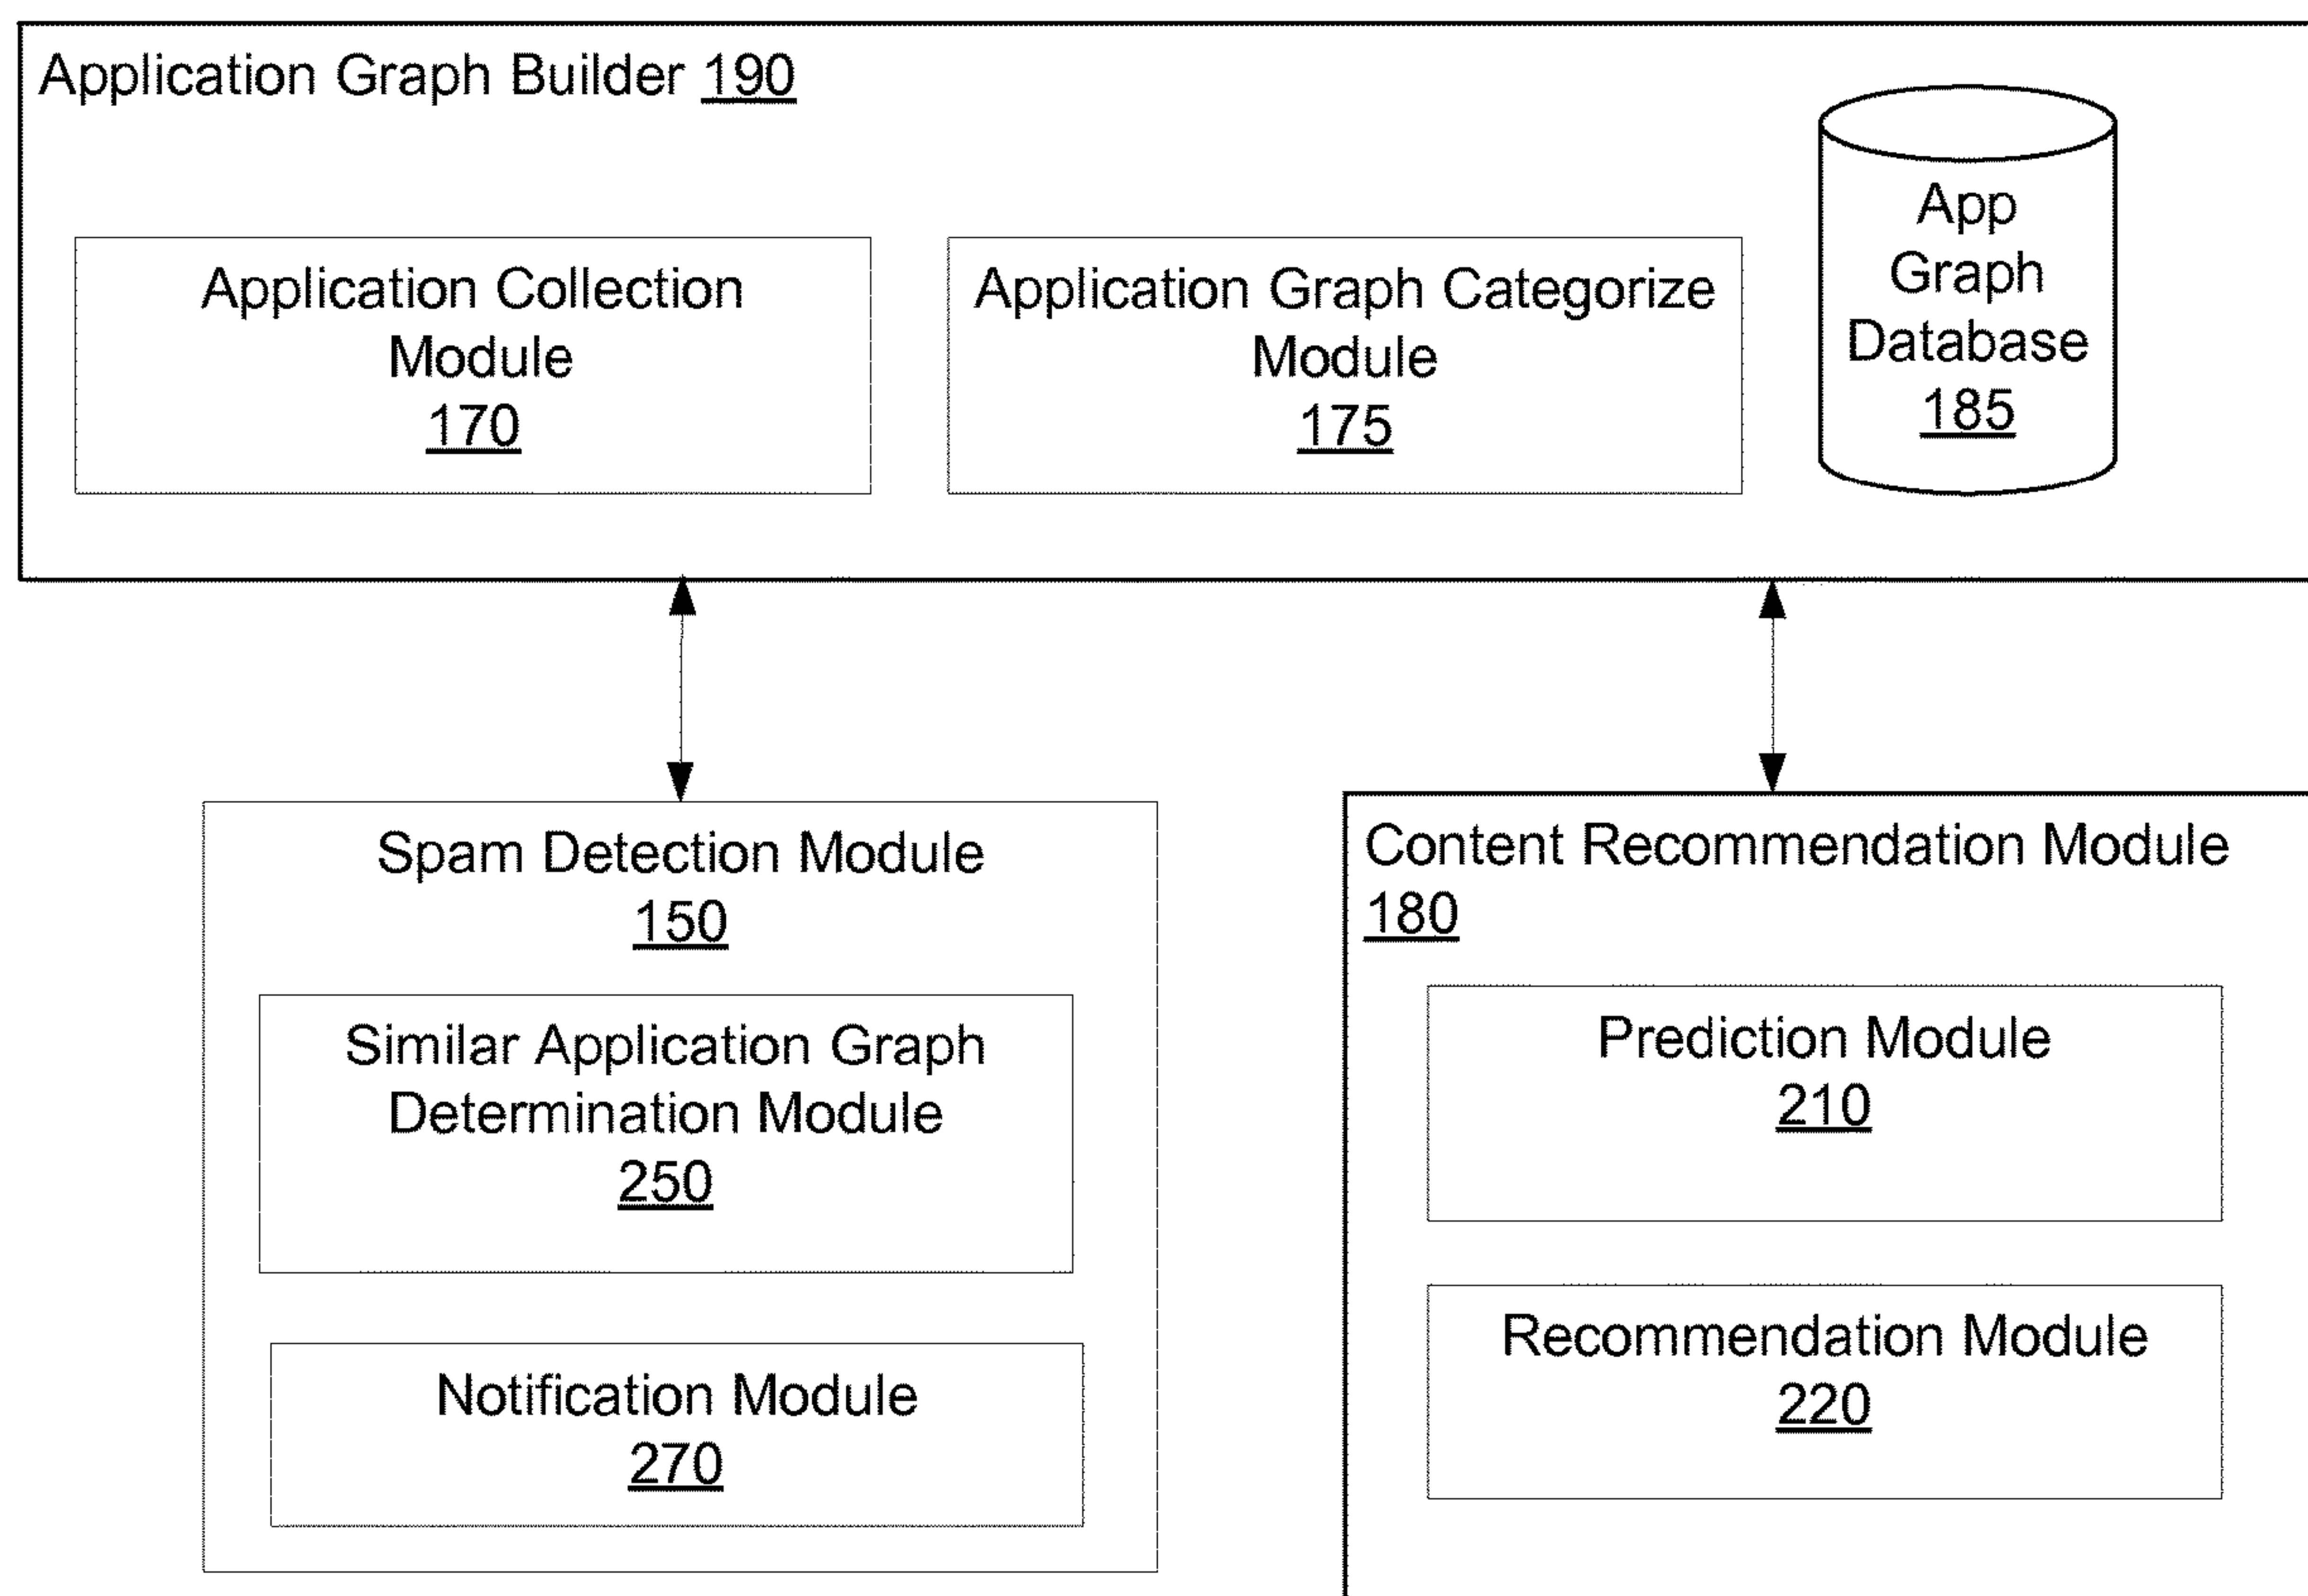 Application Graph Builder 190
Application Collection
Module
170
Application Graph Categorize
Module
175
App
Graph
Database
185
Spam Detection Module
150
Similar Application Graph
Determination Module
250
Notification Module
270
Content Recommendation Module
180
Prediction Module
210
Recommendation Module
220